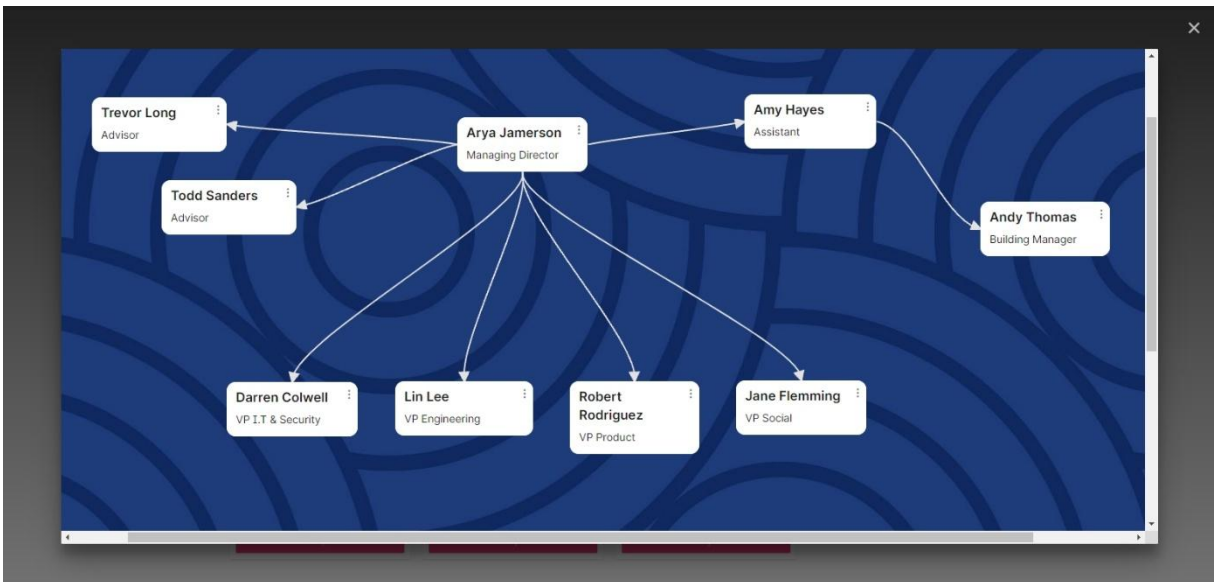 Trevor Long
Advisor
Arya Jamerson
Managing Director
Amy Hayes
Assistant
Todd Sanders
Advisor
Andy Thomas
Building Manager
Darren Colwell
VP I.T & Security
Lin Lee
VP Engineering
Robert
Rodriguez
VP Product
Jane Flemming
VP Social